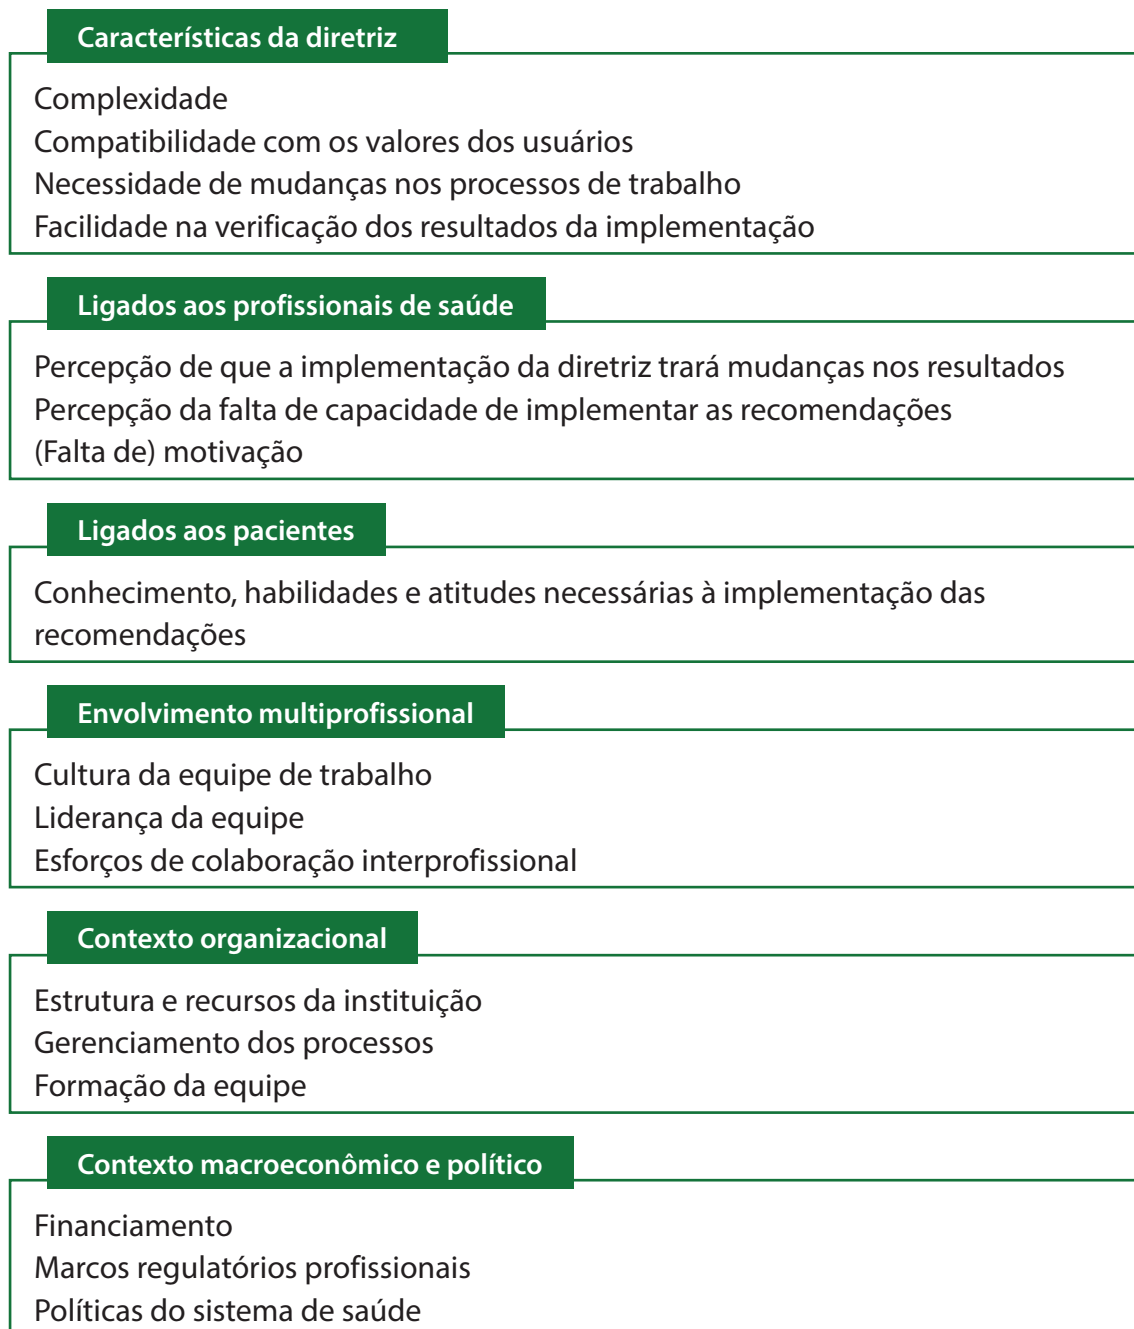 Características da diretriz
Complexidade
Compatibilidade com os valores dos usuários
Necessidade de mudanças nos processos de trabalho
Facilidade na verificação dos resultados da implementação
Ligados aos profissionais de saúde
Percepção de que a implementação da diretriz trará mudanças nos resultados
Percepção da falta de capacidade de implementar as recomendações
(Falta de) motivação
Ligados aos pacientes
Conhecimento, habilidades e atitudes necessárias à implementação das
recomendações
Envolvimento multiprofissional
Cultura da equipe de trabalho
Liderança da equipe
Esforços de colaboração interprofissional
Contexto organizacional
Estrutura e recursos da instituição
Gerenciamento dos processos
Formação da equipe
Contexto macroeconômico e político
Financiamento
Marcos regulatórios profissionais
Políticas do sistema de saúde